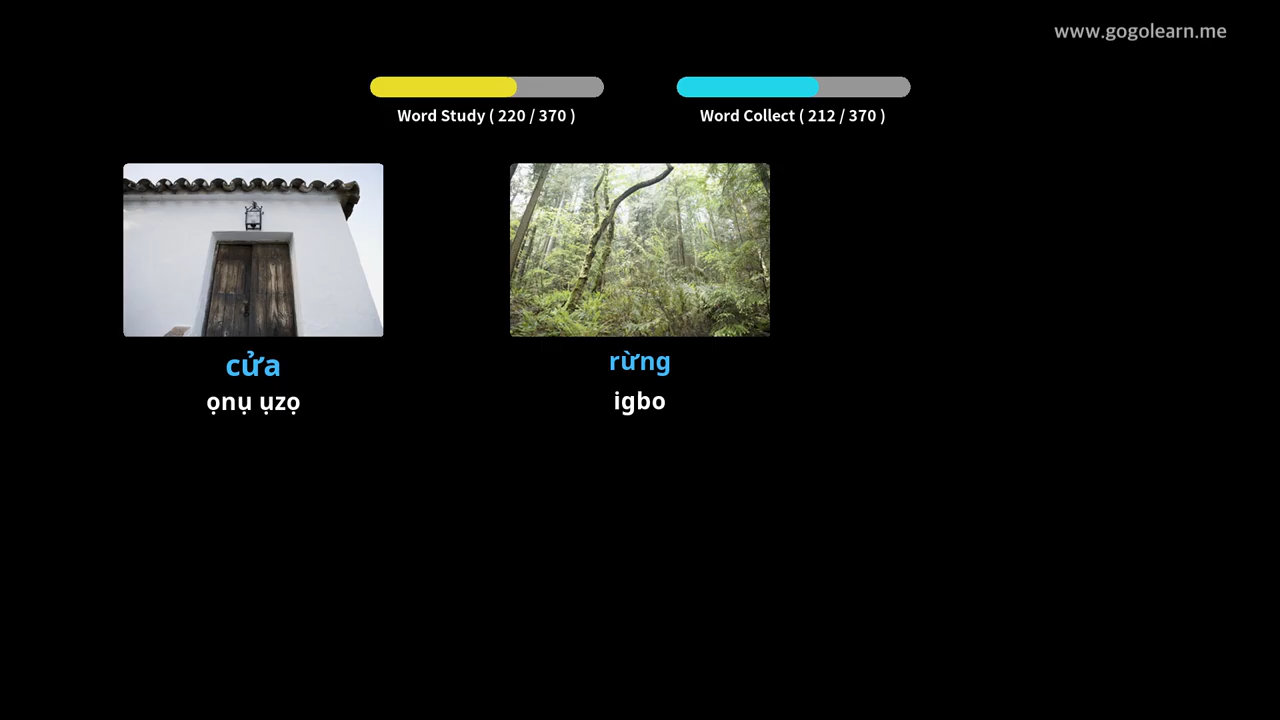 www.gogolearn.me
Word Study ( 220 / 370 )
Word Collect ( 212 / 370 )
cửa
ọnụ ụzọ
rừng
igbo